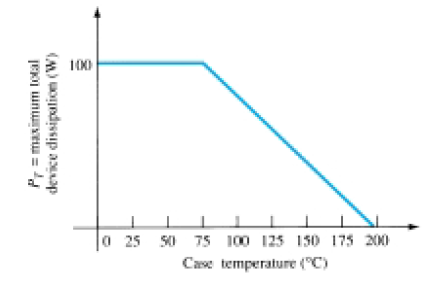 P_T = maximum total
device dissipation (W)
100
0 25 50 75 100 125 150 175 200
Case temperature (°C)